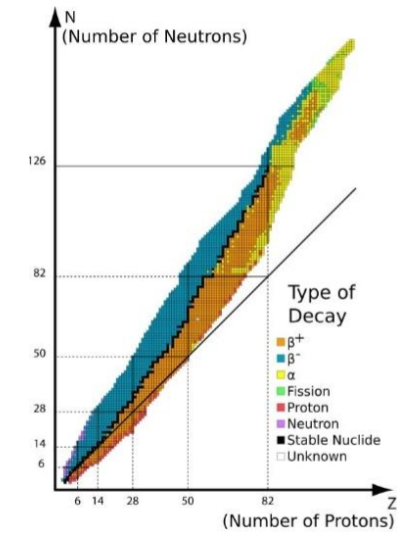 N
(Number of Neutrons)
126
82
50
28
14
6
6 14 28 50 82
Z
(Number of Protons)
Type of
Decay
β+
β-
α
Fission
Proton
Neutron
Stable Nuclide
Unknown